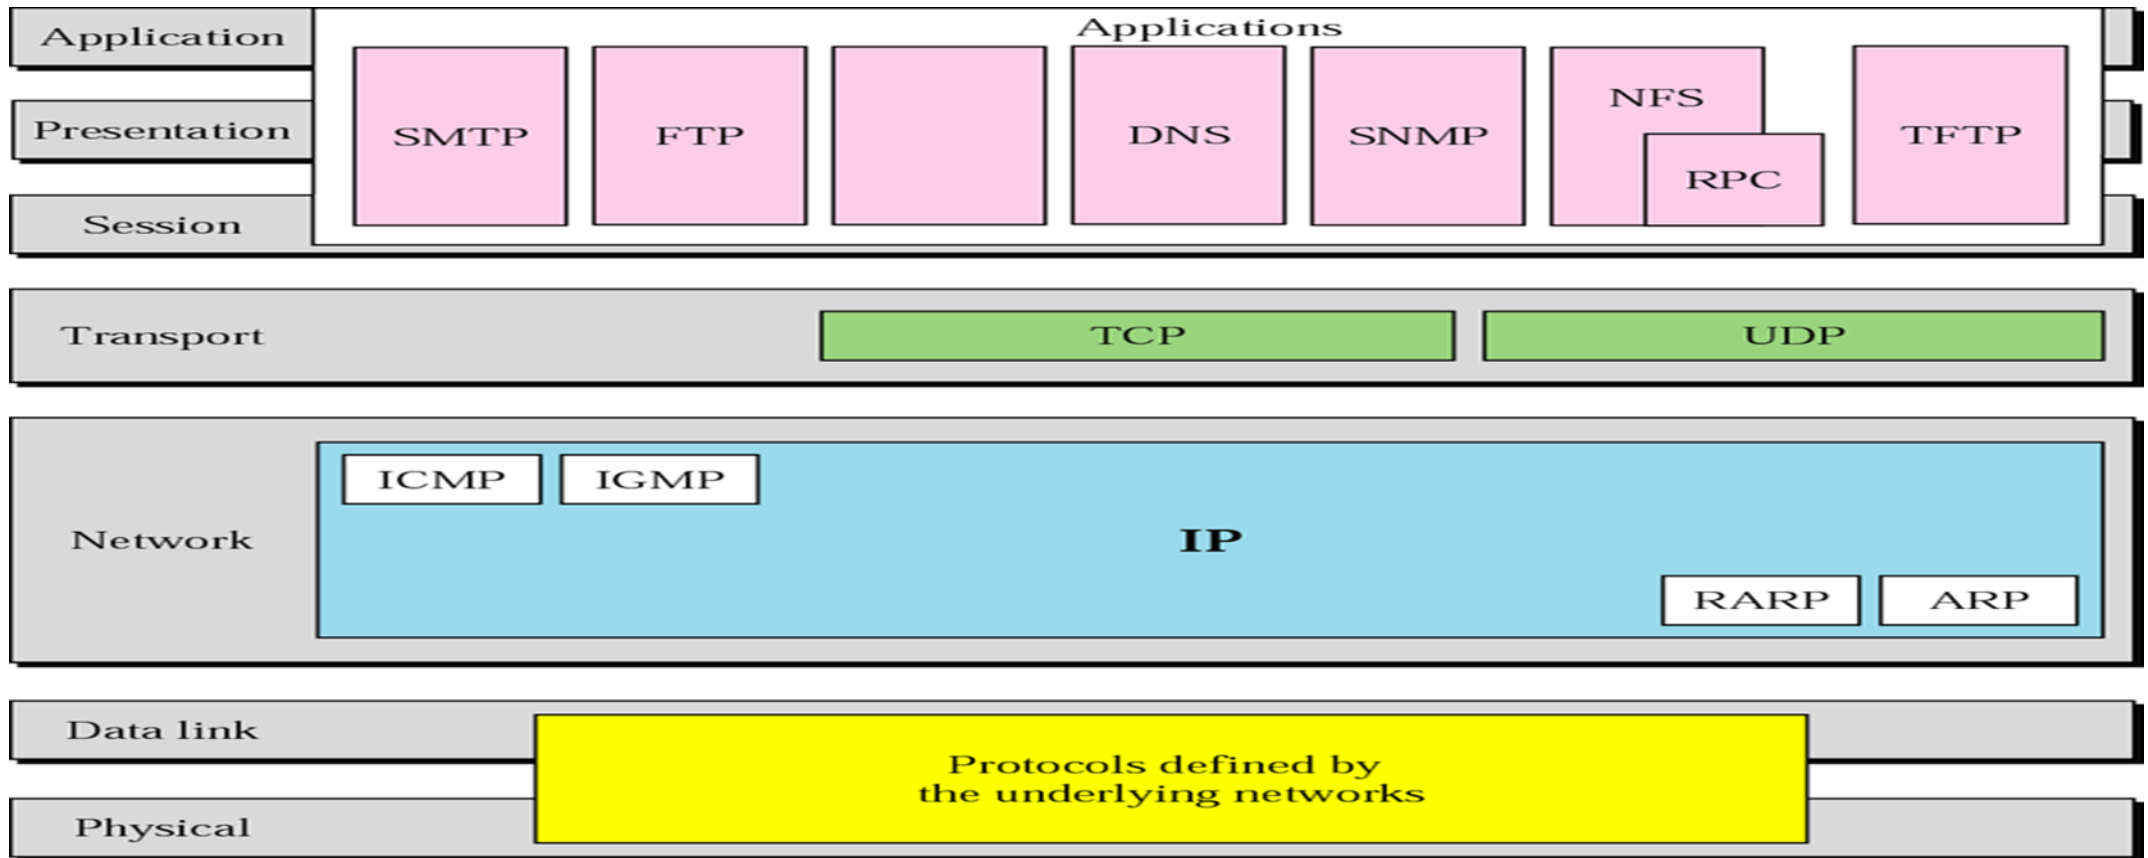 Application
Applications
SMTP
FTP
DNS
SNMP
NFS
RPC
TFTP
Presentation
Session
Transport
TCP
UDP
Network
ICMP
IGMP
IP
RARP
ARP
Data link
Protocols defined by
the underlying networks
Physical